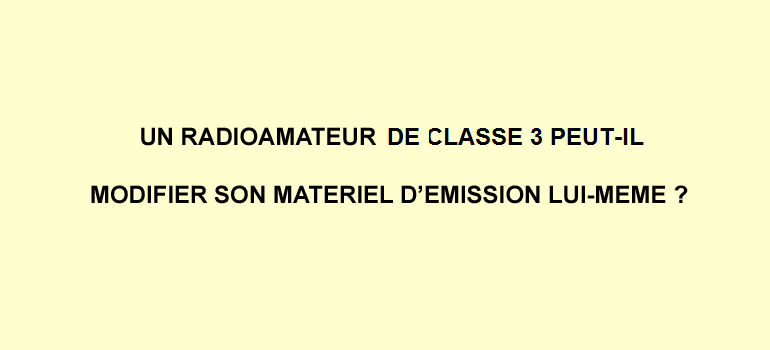 UN RADIOAMATEUR DE CLASSE 3 PEUT-IL
MODIFIER SON MATERIEL D’EMISSION LUI-MEME ?